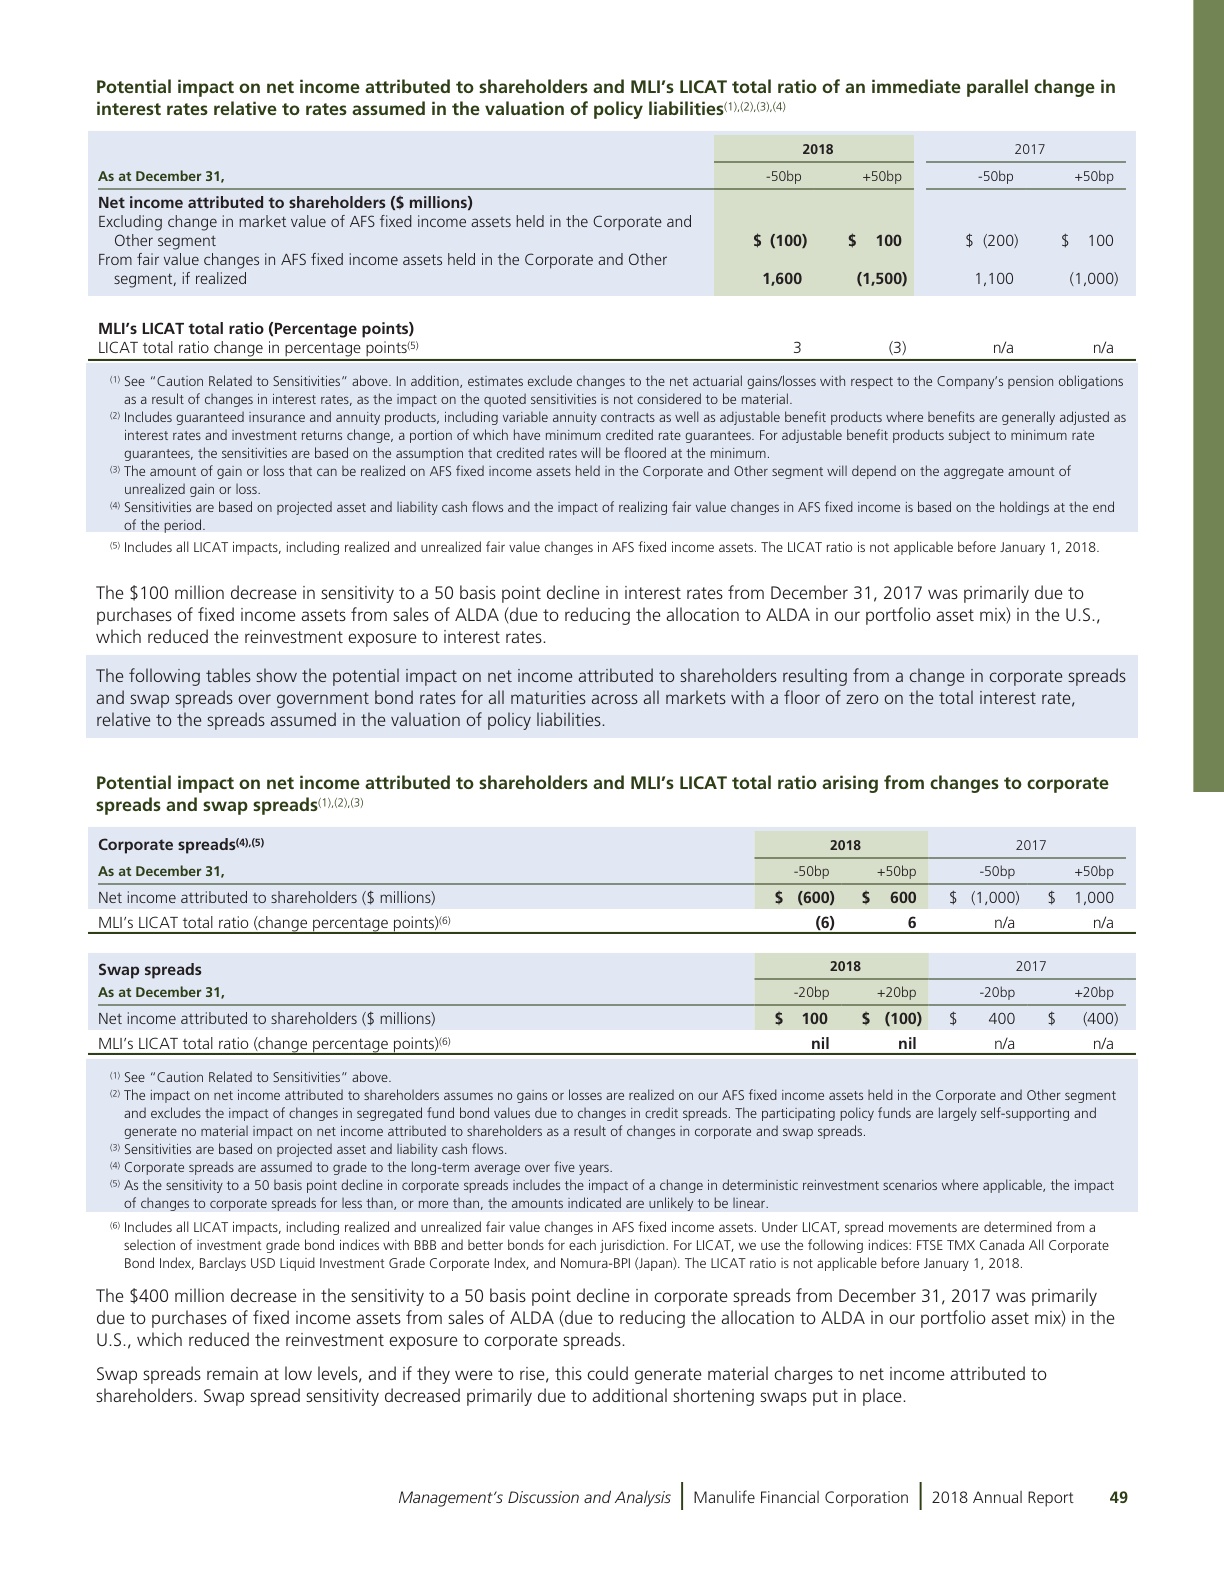 Potential impact on net income attributed to shareholders and MLI’s LICAT total ratio of an immediate parallel change in
interest rates relative to rates assumed in the valuation of policy liabilities(1),(2),(3),(4)
2018 2017
As at December 31, -50bp +50bp -50bp +50bp
Net income attributed to shareholders ($ millions)
Excluding change in market value of AFS fixed income assets held in the Corporate and
Other segment $ (100) $ 100 $ (200) $ 100
From fair value changes in AFS fixed income assets held in the Corporate and Other
segment, if realized 1,600 (1,500) 1,100 (1,000)
MLI’s LICAT total ratio (Percentage points)
LICAT total ratio change in percentage points(5) 3 (3) n/a n/a
(1) See “Caution Related to Sensitivities” above. In addition, estimates exclude changes to the net actuarial gains/losses with respect to the Company’s pension obligations
as a result of changes in interest rates, as the impact on the quoted sensitivities is not considered to be material.
(2) Includes guaranteed insurance and annuity products, including variable annuity contracts as well as adjustable benefit products where benefits are generally adjusted as
interest rates and investment returns change, a portion of which have minimum credited rate guarantees. For adjustable benefit products subject to minimum rate
guarantees, the sensitivities are based on the assumption that credited rates will be floored at the minimum.
(3) The amount of gain or loss that can be realized on AFS fixed income assets held in the Corporate and Other segment will depend on the aggregate amount of
unrealized gain or loss.
(4) Sensitivities are based on projected asset and liability cash flows and the impact of realizing fair value changes in AFS fixed income is based on the holdings at the end
of the period.
(5) Includes all LICAT impacts, including realized and unrealized fair value changes in AFS fixed income assets. The LICAT ratio is not applicable before January 1, 2018.
The $100 million decrease in sensitivity to a 50 basis point decline in interest rates from December 31, 2017 was primarily due to
purchases of fixed income assets from sales of ALDA (due to reducing the allocation to ALDA in our portfolio asset mix) in the U.S.,
which reduced the reinvestment exposure to interest rates.
The following tables show the potential impact on net income attributed to shareholders resulting from a change in corporate spreads
and swap spreads over government bond rates for all maturities across all markets with a floor of zero on the total interest rate,
relative to the spreads assumed in the valuation of policy liabilities.
Potential impact on net income attributed to shareholders and MLI’s LICAT total ratio arising from changes to corporate
spreads and swap spreads(1),(2),(3)
Corporate spreads(4),(5) 2018 2017
As at December 31, -50bp +50bp -50bp +50bp
Net income attributed to shareholders ($ millions) $ (600) $ 600 $ (1,000) $ 1,000
MLI’s LICAT total ratio (change percentage points)(6) (6) 6 n/a n/a
Swap spreads 2018 2017
As at December 31, -20bp +20bp -20bp +20bp
Net income attributed to shareholders ($ millions) $ 100 $ (100) $ 400 $ (400)
MLI’s LICAT total ratio (change percentage points)(6) nil nil n/a n/a
(1) See “Caution Related to Sensitivities” above.
(2) The impact on net income attributed to shareholders assumes no gains or losses are realized on our AFS fixed income assets held in the Corporate and Other segment
and excludes the impact of changes in segregated fund bond values due to changes in credit spreads. The participating policy funds are largely self-supporting and
generate no material impact on net income attributed to shareholders as a result of changes in corporate and swap spreads.
(3) Sensitivities are based on projected asset and liability cash flows.
(4) Corporate spreads are assumed to grade to the long-term average over five years.
(5) As the sensitivity to a 50 basis point decline in corporate spreads includes the impact of a change in deterministic reinvestment scenarios where applicable, the impact
of changes to corporate spreads for less than, or more than, the amounts indicated are unlikely to be linear.
(6) Includes all LICAT impacts, including realized and unrealized fair value changes in AFS fixed income assets. Under LICAT, spread movements are determined from a
selection of investment grade bond indices with BBB and better bonds for each jurisdiction. For LICAT, we use the following indices: FTSE TMX Canada All Corporate
Bond Index, Barclays USD Liquid Investment Grade Corporate Index, and Nomura-BPI (Japan). The LICAT ratio is not applicable before January 1, 2018.
The $400 million decrease in the sensitivity to a 50 basis point decline in corporate spreads from December 31, 2017 was primarily
due to purchases of fixed income assets from sales of ALDA (due to reducing the allocation to ALDA in our portfolio asset mix) in the
U.S., which reduced the reinvestment exposure to corporate spreads.
Swap spreads remain at low levels, and if they were to rise, this could generate material charges to net income attributed to
shareholders. Swap spread sensitivity decreased primarily due to additional shortening swaps put in place.
Management’s Discussion and Analysis | Manulife Financial Corporation | 2018 Annual Report 49